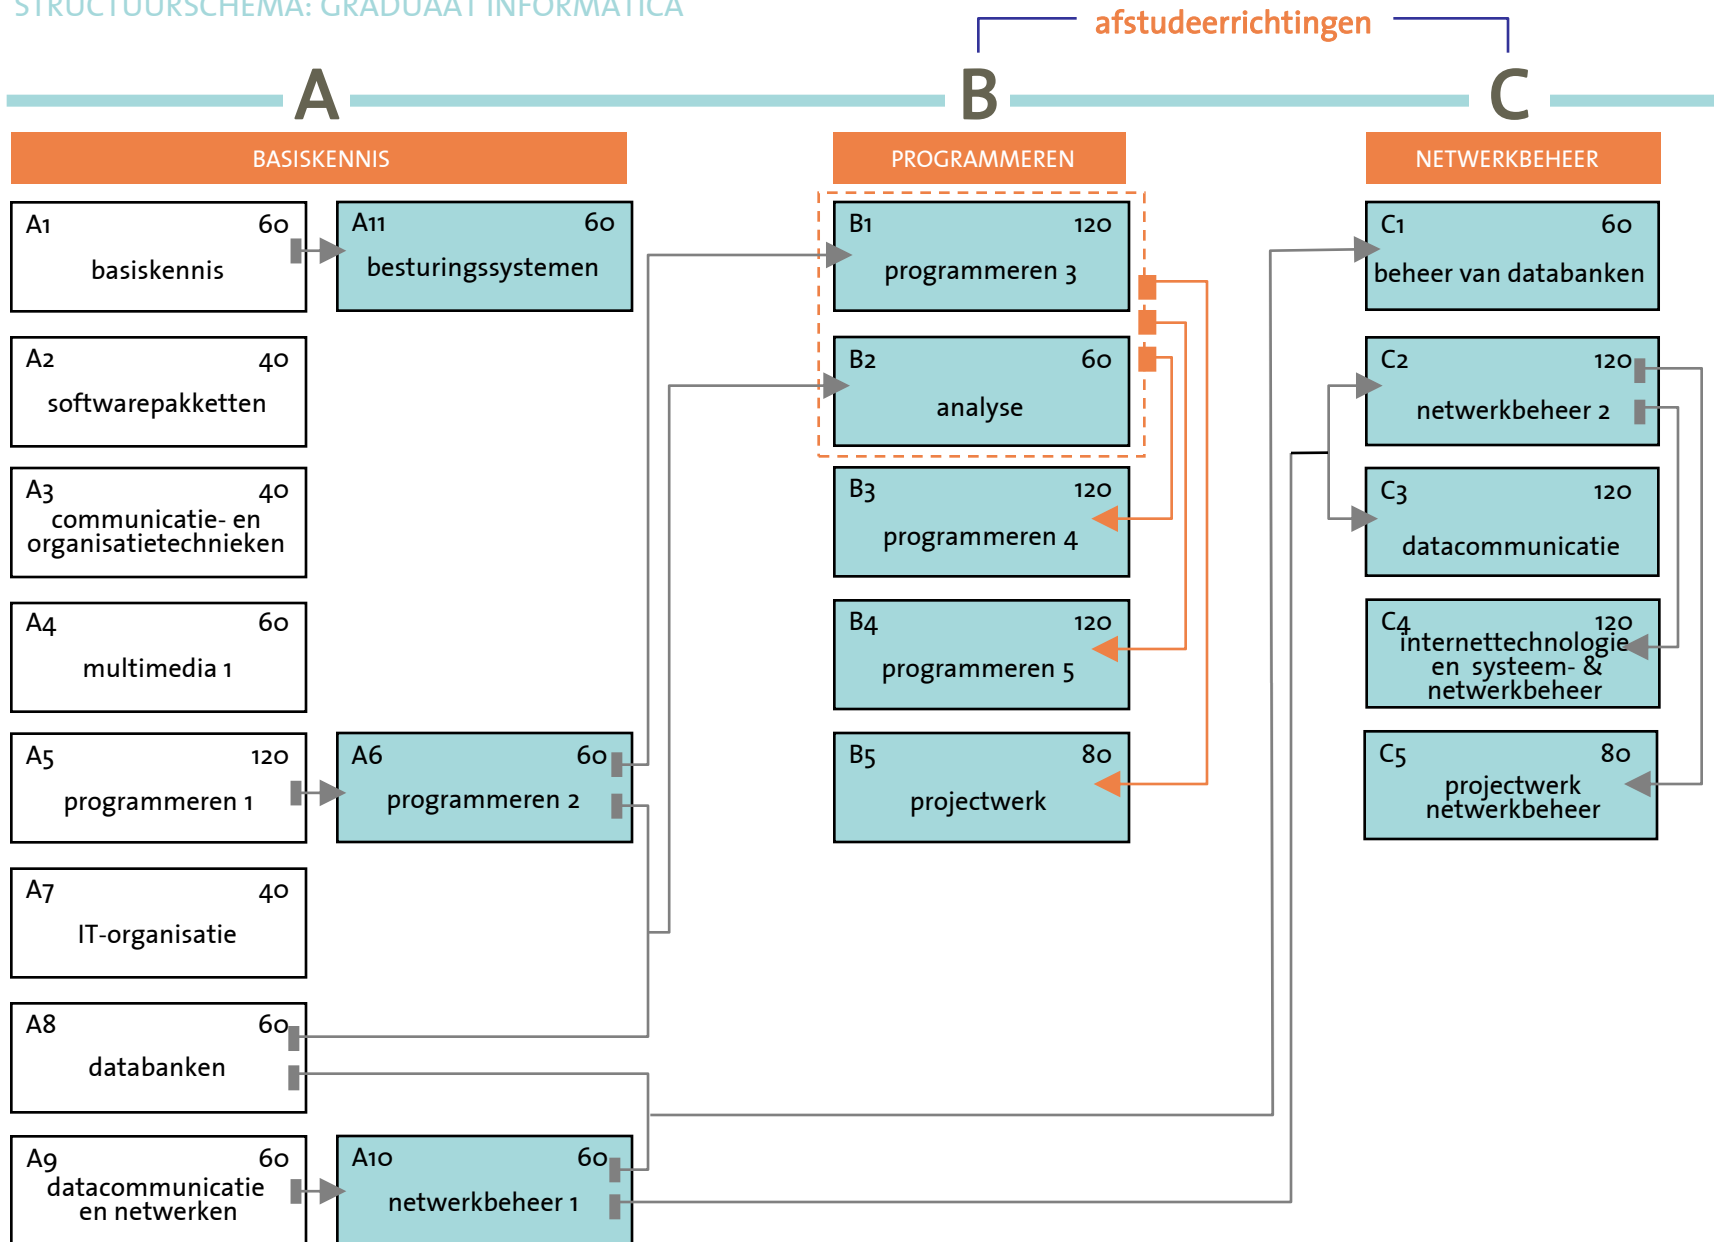 STRUCTUURSCHEMA: GRADUAAT INFORMATICA
afstudeerrichtingen
A
B
C
BASISKENNIS
PROGRAMMEREN
NETWERKBEHEER
A1 60
basiskennis
A11 60
besturingssystemen
B1 120
programmeren 3
C1 60
beheer van databanken
A2 40
softwarepakketten
B2 60
analyse
C2 120
netwerkbeheer 2
A3 40
communicatie- en
organisatietechnieken
B3 120
programmeren 4
C3 120
datacommunicatie
A4 60
multimedia 1
B4 120
programmeren 5
C4 120
internettechnologie
en systeem- &
netwerkbeheer
A5 120
programmeren 1
A6 60
programmeren 2
B5 80
projectwerk
C5 80
projectwerk
netwerkbeheer
A7 40
IT-organisatie
A8 60
databanken
A9 60
datacommunicatie
en netwerken
A10 60
netwerkbeheer 1